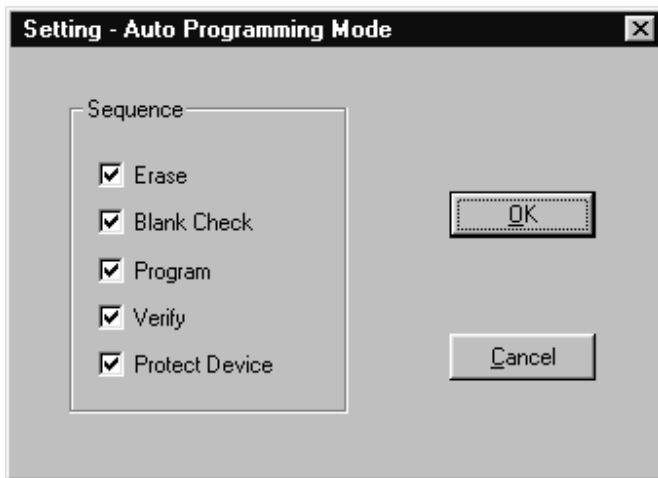 Setting - Auto Programming Mode
Sequence
Erase
Blank Check
Program
Verify
Protect Device
OK
Cancel